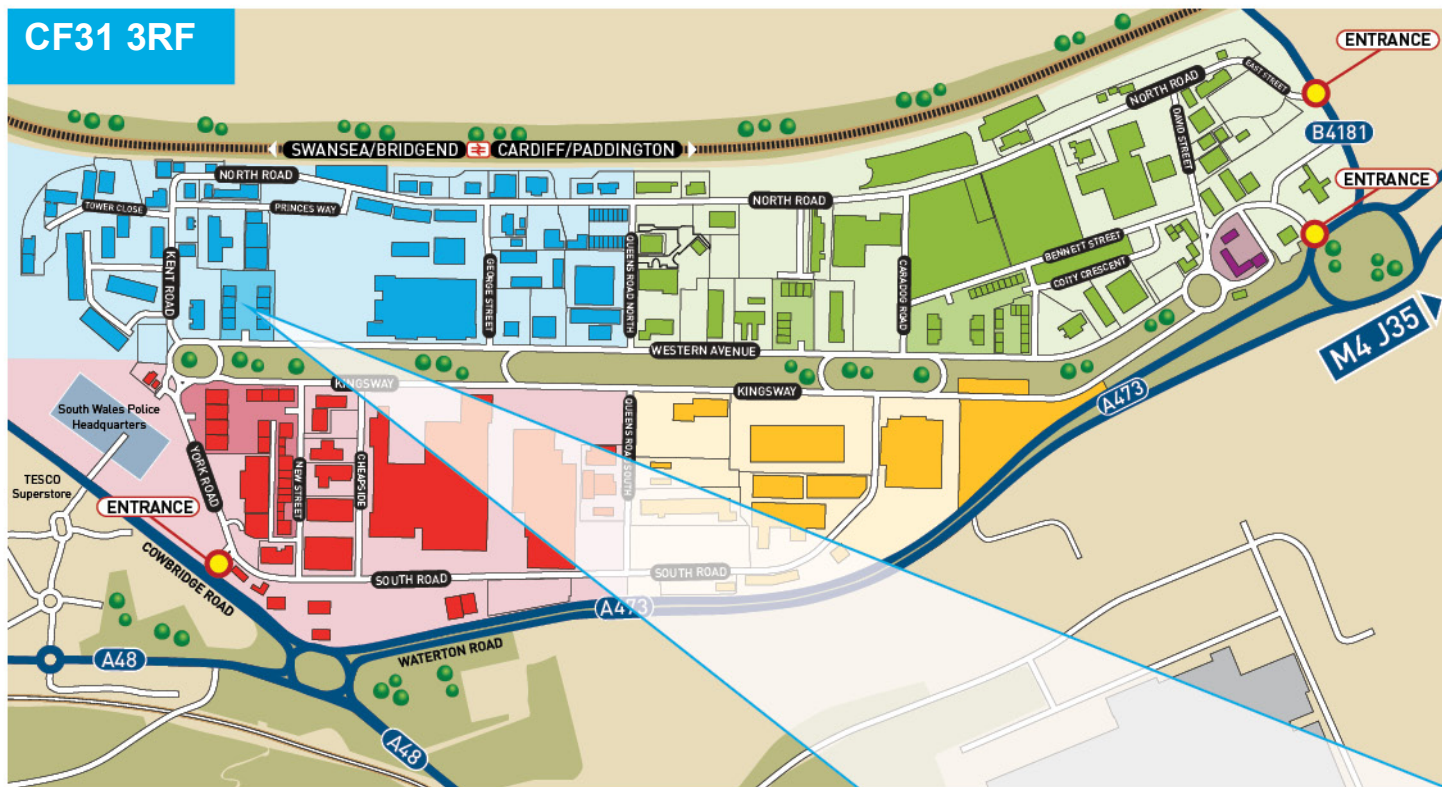 CF31 3RF
ENTRANCE
EAST STREET
NORTH ROAD
B4181
DAVID STREET
SWANSEA/BRIDGEND
CARDIFF/PADDINGTON
ENTRANCE
NORTH ROAD
TOWER CLOSE
PRINCES WAY
NORTH ROAD
KENT ROAD
GEORGE STREET
QUEENS ROAD NORTH
CARADOG ROAD
BENNETT STREET
COITY CRESCENT
M4 J35
WESTERN AVENUE
KINGSWAY
KINGSWAY
A473
South Wales Police
Headquarters
TESCO
Superstore
YORK ROAD
NEW STREET
CHEAPSIDE
QUEENS ROAD SOUTH
ENTRANCE
COWBRIDGE ROAD
SOUTH ROAD
SOUTH ROAD
A473
WATERTON ROAD
A48
A48